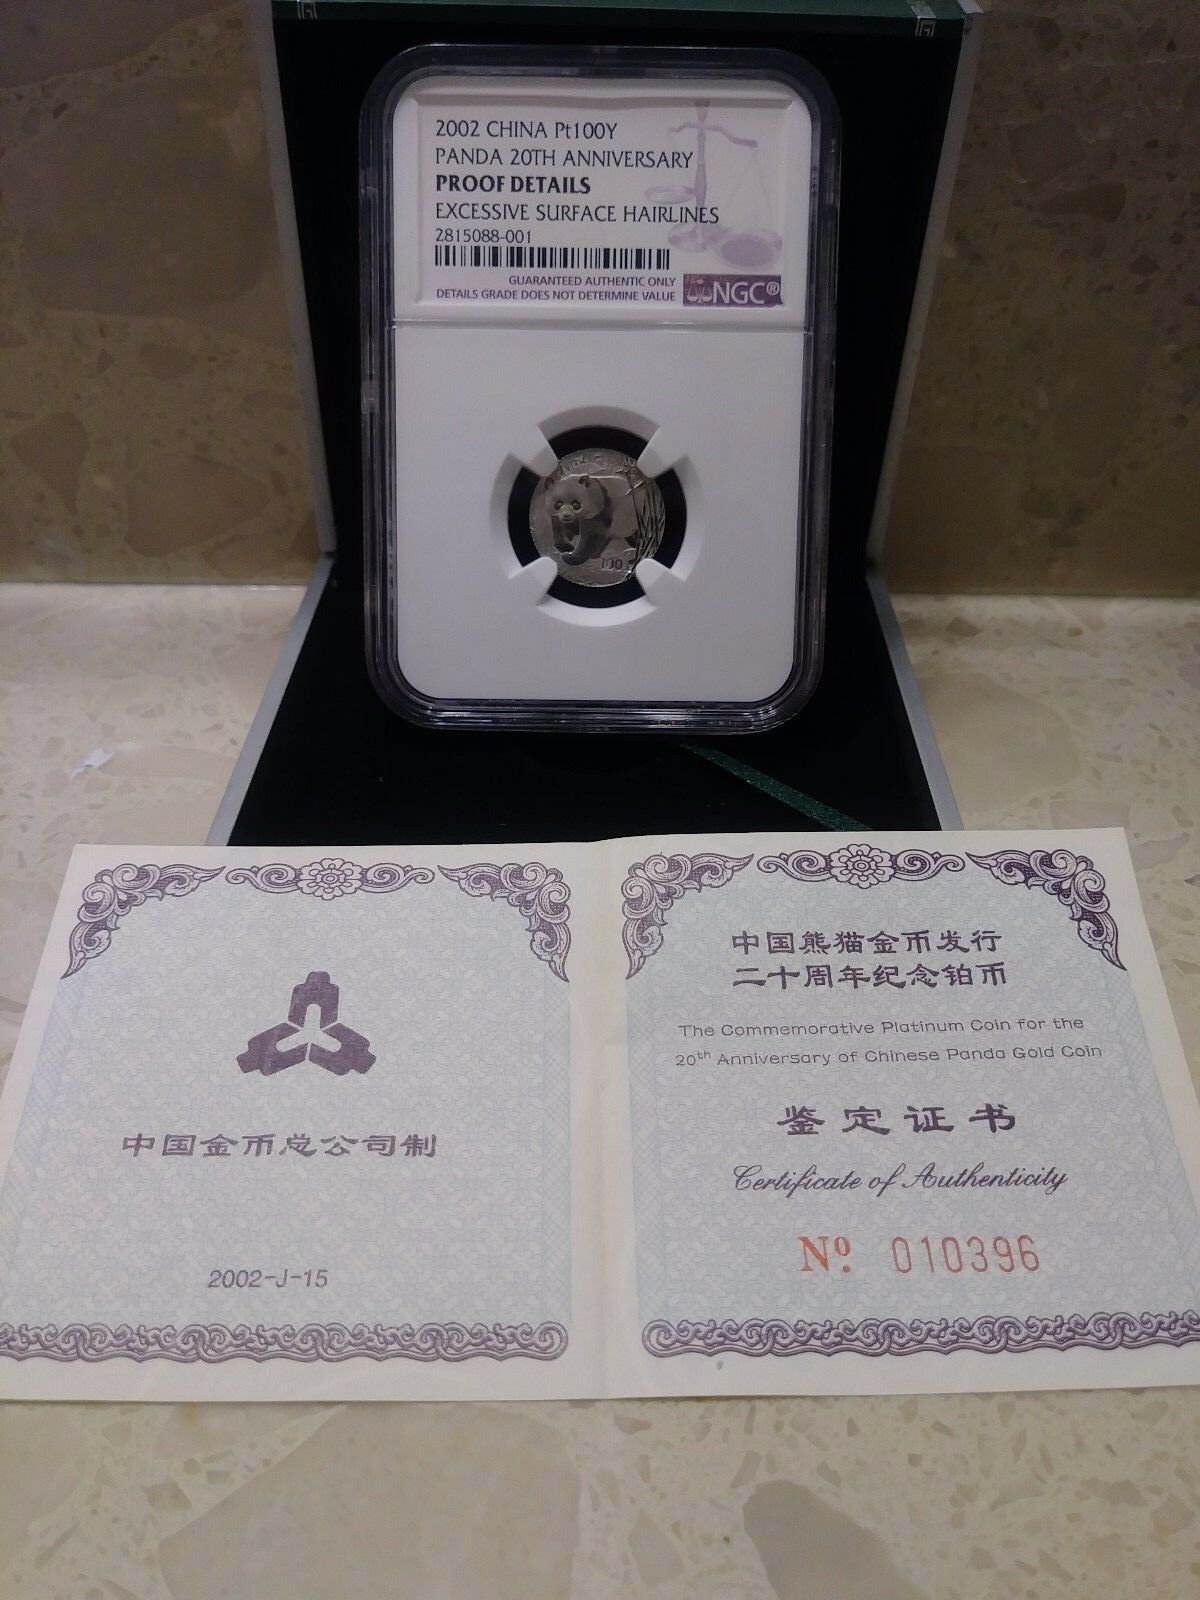 2002 CHINA Pt100Y
PANDA 20TH ANNIVERSARY
PROOF DETAILS
EXCESSIVE SURFACE HAIRLINES
2815088-001
GUARANTEED AUTHENTIC ONLY
DETAILS GRADE DOES NOT DETERMINE VALUE
NGC®
100
中国金币总公司制
2002-J-15
中国熊猫金币发行
二十周年纪念铂币
The Commemorative Platinum Coin for the
20th Anniversary of Chinese Panda Gold Coin
鉴定证书
Certificate of Authenticity
Nº. 010396